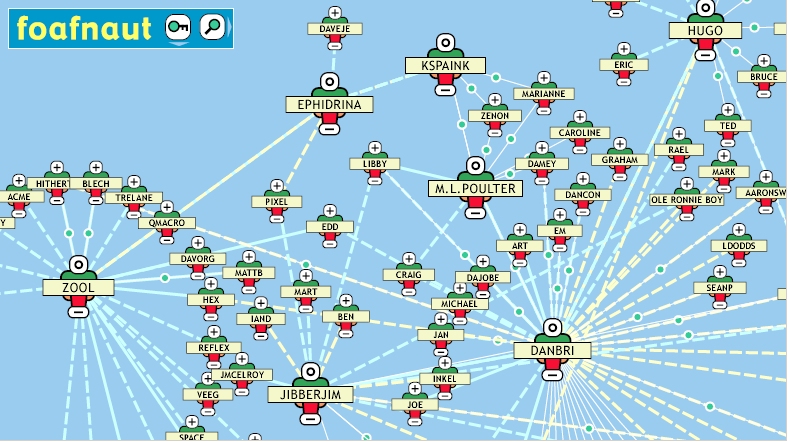 foafnaut
DAVEJE
HUGO
KSPAINK
ERIC
BRUCE
EPHIDRINA
MARIANNE
ZENON
TED
CAROLINE
RAEL
LIBBY
DAMEY
GRAHAM
MARK
M.L.POULTER
ACME
HITHERT
BLECH
TRELANE
DANCON
OLE RONNIE BOY
AARONSW
PIXEL
QMACRO
Y
EDD
EM
ART
LDODDS
DAVORG
MATTB
CRAIG
DAJOBE
ZOOL
MART
SEANP
HEX
MICHAEL
IAND
BEN
JAN
REFLEX
DANBRI
JMCELROY
INKEL
VEEG
JIBBERJIM
JOE
SPACE